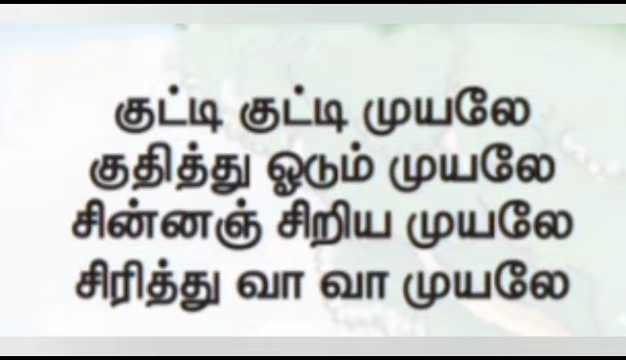 குட்டி குட்டி முயலே
குதித்து ஓடும் முயலே
சின்னஞ் சிறிய முயலே
சிரித்து வா வா முயலே